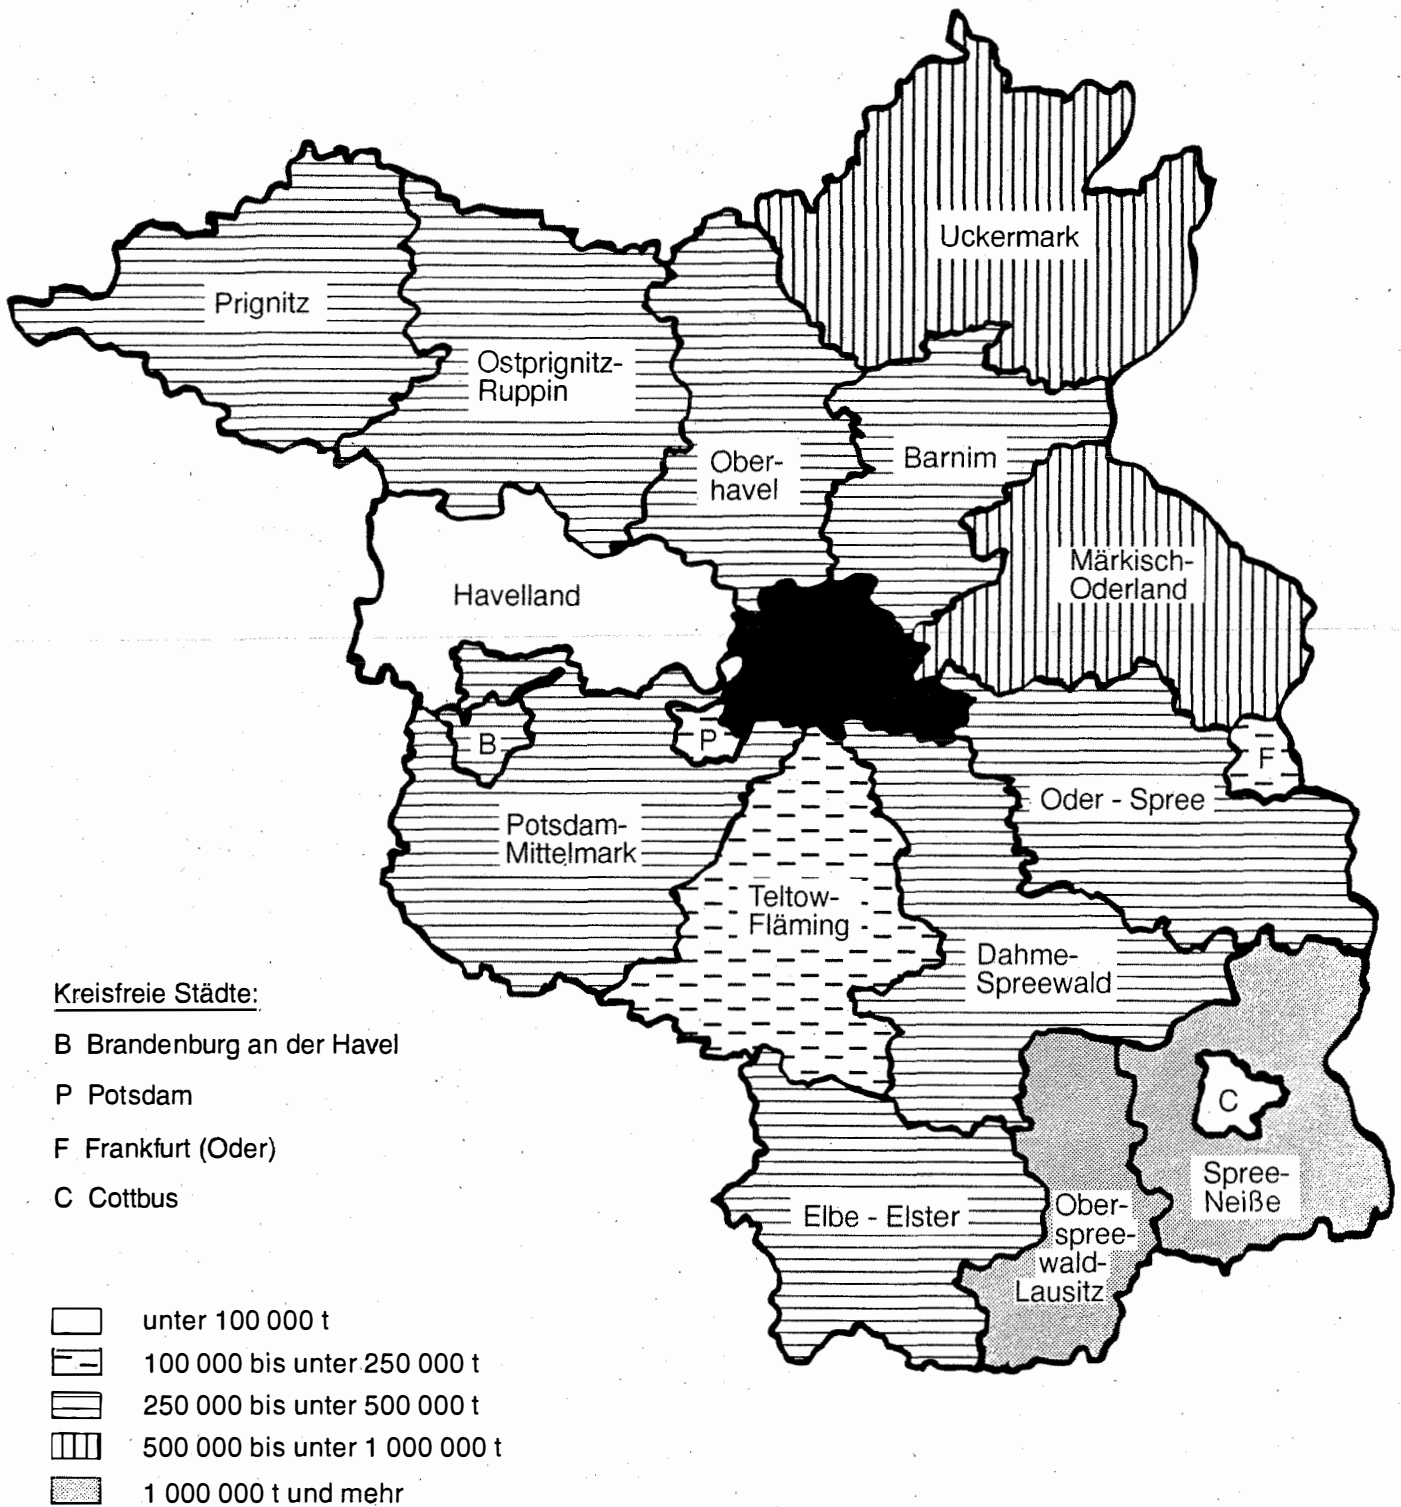 Uckermark
Prignitz
Ostprignitz-
Ruppin
Ober-
havel
Barnim
Märkisch-
Oderland
Havelland
B
P
F
Oder - Spree
Potsdam-
Mittelmark
Teltow-
Fläming
Dahme-
Spreewald
C
Spree-
Neiße
Elbe - Elster
Ober-
spree-
wald-
Lausitz
Kreisfreie Städte:
B Brandenburg an der Havel
P Potsdam
F Frankfurt (Oder)
C Cottbus
unter 100 000 t
100 000 bis unter 250 000 t
250 000 bis unter 500 000 t
500 000 bis unter 1 000 000 t
1 000 000 t und mehr